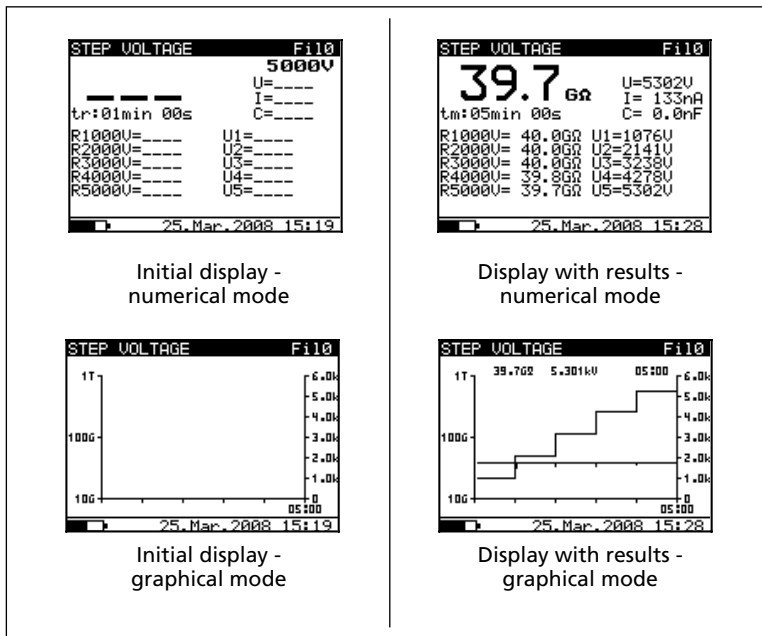 STEP VOLTAGE Fil0
5000V
U=____
___ I=____
tr:01min 00s C=____
R1000V=____ U1=____
R2000V=____ U2=____
R3000V=____ U3=____
R4000V=____ U4=____
R5000V=____ U5=____
25.Mar.2008 15:19
Initial display -
numerical mode
STEP VOLTAGE Fil0
39.7 GΩ U=5302V
I= 133nA
tm:05min 00s C= 0.0nF
R1000V= 40.0GΩ U1=1076V
R2000V= 40.0GΩ U2=2141V
R3000V= 40.0GΩ U3=3238V
R4000V= 39.8GΩ U4=4278V
R5000V= 39.7GΩ U5=5302V
25.Mar.2008 15:28
Display with results -
numerical mode
STEP VOLTAGE Fil0
1T 6.0k
5.0k
4.0k
100G 3.0k
2.0k
1.0k
10G 0
05:00
25.Mar.2008 15:19
Initial display -
graphical mode
STEP VOLTAGE Fil0
39.7GΩ 5.301kV 05:00
1T 6.0k
5.0k
4.0k
100G 3.0k
2.0k
1.0k
10G 0
05:00
25.Mar.2008 15:28
Display with results -
graphical mode